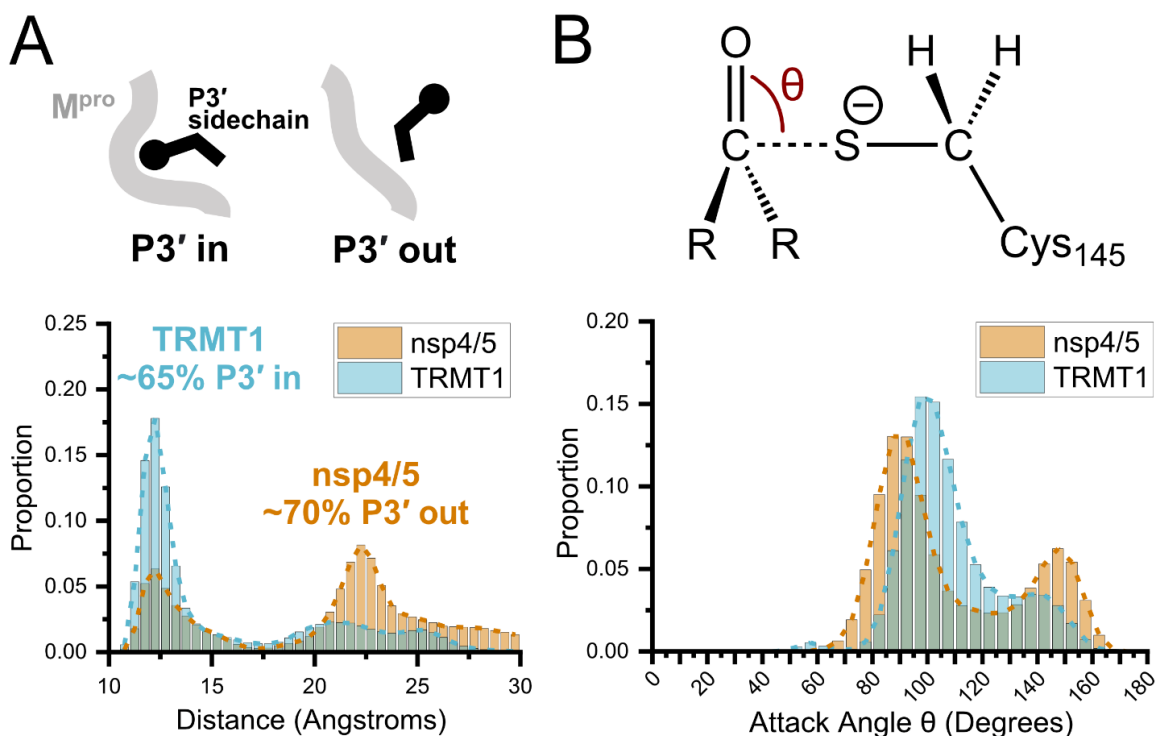 A
M^pro
P3′
sidechain
P3′ in
P3′ out
0.25
0.20
0.15
0.10
0.05
0.00
Proportion
TRMT1
~65% P3′ in
nsp4/5
TRMT1
nsp4/5
~70% P3′ out
10
15
20
25
30
Distance (Angstroms)
B
O
θ
H
H
C
S
−
C
R
R
Cys₁₄₅
0.20
0.15
0.10
0.05
0.00
Proportion
nsp4/5
TRMT1
0
20
40
60
80
100
120
140
160
180
Attack Angle θ (Degrees)